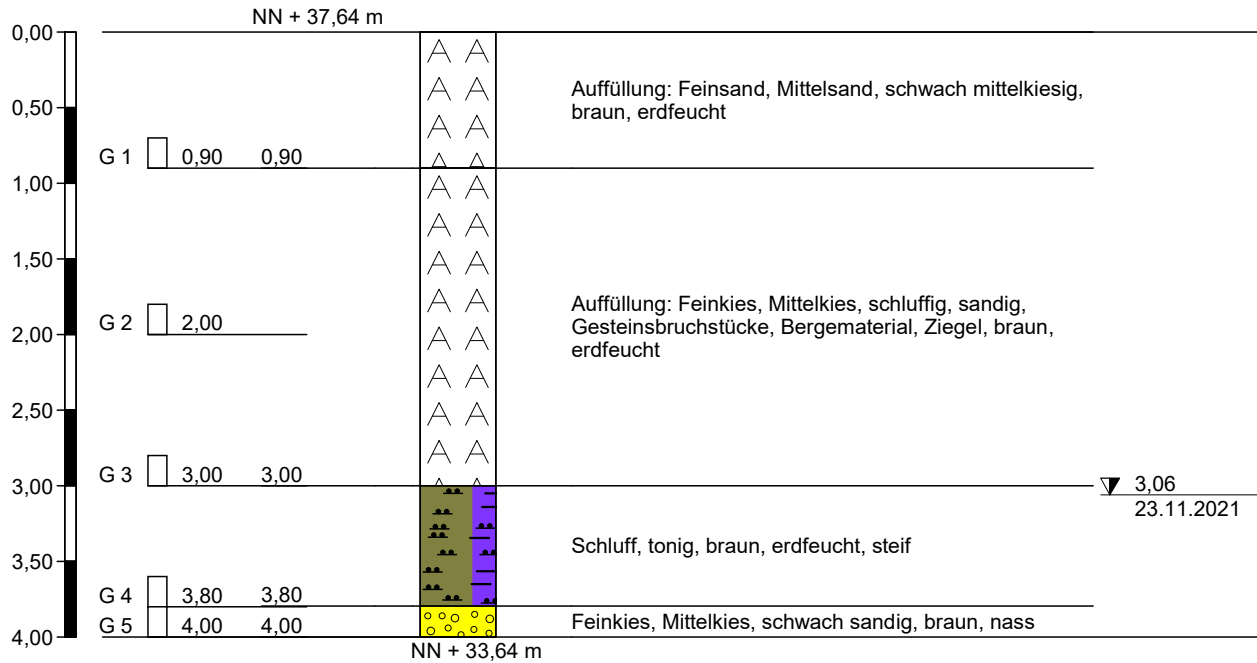 NN + 37,64 m
0,00
Auffüllung: Feinsand, Mittelsand, schwach mittelkiesig,
braun, erdfeucht
0,50
G 1 0,90 0,90
1,00
1,50
Auffüllung: Feinkies, Mittelkies, schluffig, sandig,
Gesteinsbruchstücke, Bergematerial, Ziegel, braun,
erdfeucht
G 2 2,00
2,00
2,50
G 3 3,00 3,00
3,00
3,06
23.11.2021
3,50
Schluff, tonig, braun, erdfeucht, steif
G 4 3,80 3,80
G 5 4,00 4,00
Feinkies, Mittelkies, schwach sandig, braun, nass
4,00
NN + 33,64 m